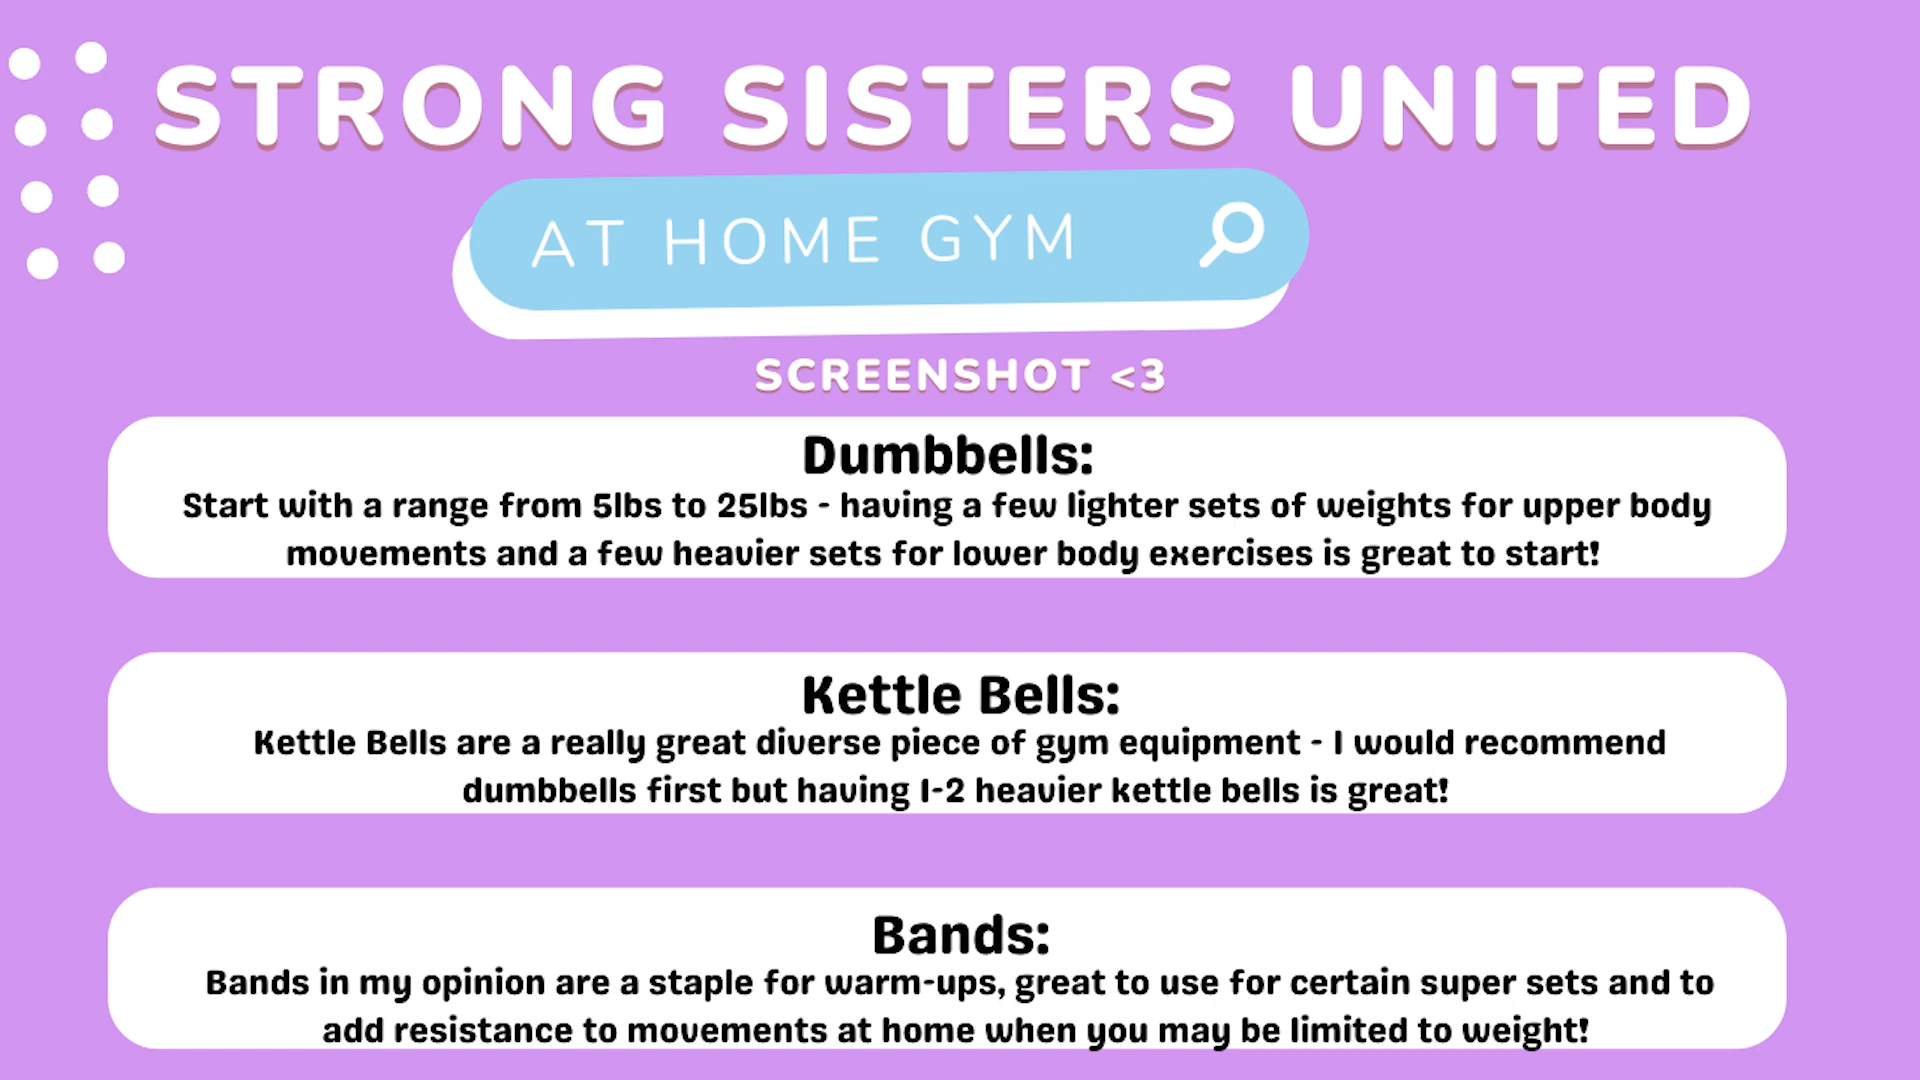 STRONG SISTERS UNITED
AT HOME GYM
SCREENSHOT <3
Dumbbells:
Start with a range from 5lbs to 25lbs - having a few lighter sets of weights for upper body
movements and a few heavier sets for lower body exercises is great to start!
Kettle Bells:
Kettle Bells are a really great diverse piece of gym equipment - I would recommend
dumbbells first but having 1-2 heavier kettle bells is great!
Bands:
Bands in my opinion are a staple for warm-ups, great to use for certain super sets and to
add resistance to movements at home when you may be limited to weight!